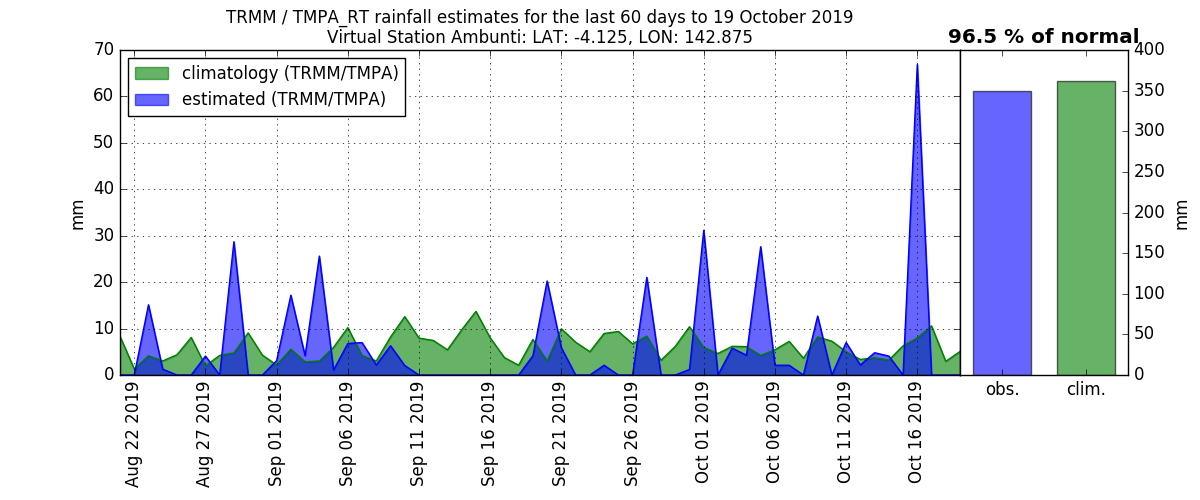 TRMM / TMPA_RT rainfall estimates for the last 60 days to 19 October 2019
Virtual Station Ambunti: LAT: -4.125, LON: 142.875
96.5 % of normal
climatology (TRMM/TMPA)
estimated (TRMM/TMPA)
mm
70
60
50
40
30
20
10
0
Aug 22 2019
Aug 27 2019
Sep 01 2019
Sep 06 2019
Sep 11 2019
Sep 16 2019
Sep 21 2019
Sep 26 2019
Oct 01 2019
Oct 06 2019
Oct 11 2019
Oct 16 2019
obs.
clim.
400
350
300
250
200
150
100
50
0
mm